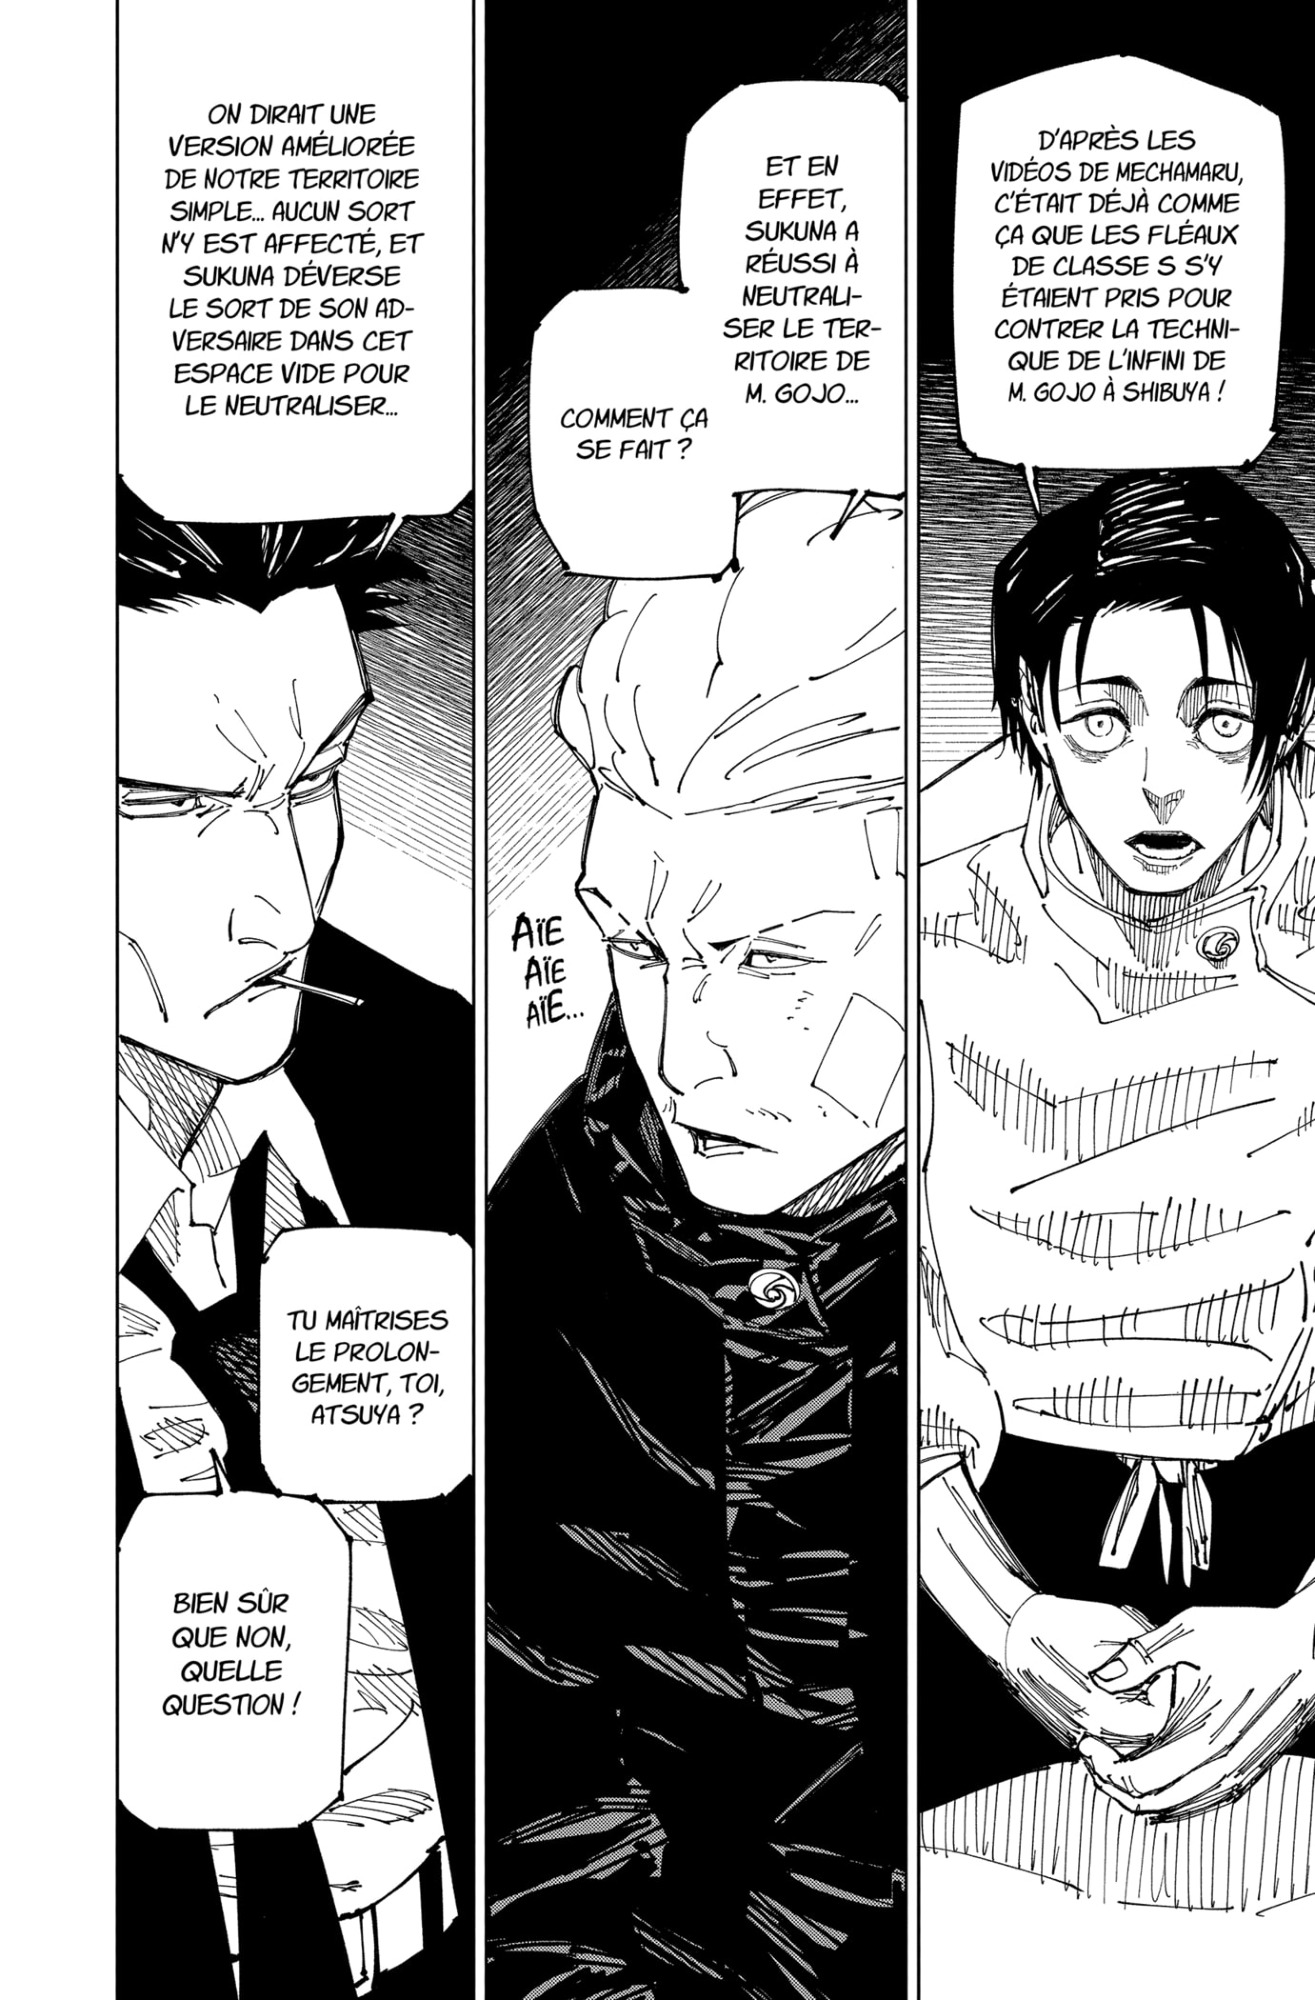 D'APRÈS LES
VIDÉOS DE MECHAMARU,
C'ÉTAIT DÉJÀ COMME
ÇA QUE LES FLÉAUX
DE CLASSE S S'Y
ÉTAIENT PRIS POUR
CONTRER LA TECHNI-
QUE DE L'INFINI DE
M. GOJO À SHIBUYA !
ET EN
EFFET,
SUKUNA A
RÉUSSI À
NEUTRALI-
SER LE TER-
RITOIRE DE
M. GOJO...
COMMENT ÇA
SE FAIT ?
AÏE
AÏE
AÏE...
ON DIRAIT UNE
VERSION AMÉLIORÉE
DE NOTRE TERRITOIRE
SIMPLE... AUCUN SORT
N'Y EST AFFECTÉ, ET
SUKUNA DÉVERSE
LE SORT DE SON AD-
VERSAIRE DANS CET
ESPACE VIDE POUR
LE NEUTRALISER...
TU MAÎTRISES
LE PROLON-
GEMENT, TOI,
ATSUYA ?
BIEN SÛR
QUE NON,
QUELLE
QUESTION !